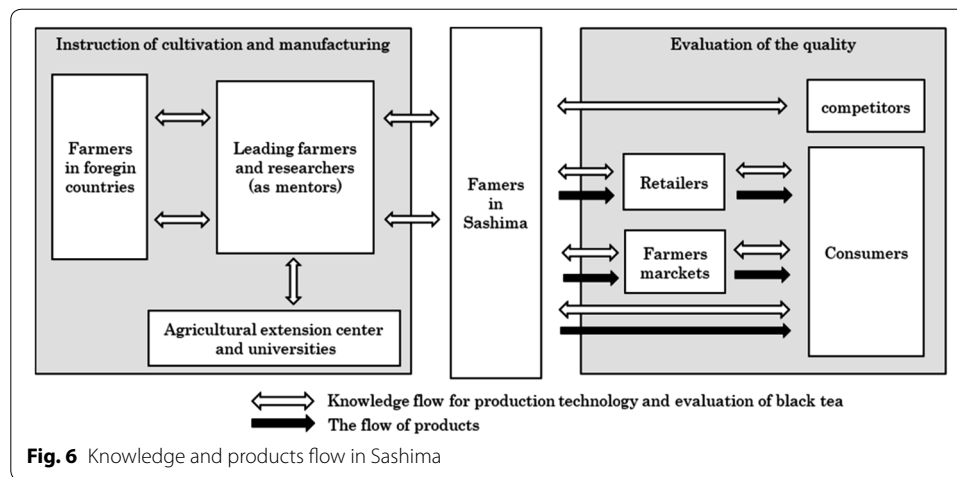 Instruction of cultivation and manufacturing
Evaluation of the quality
Farmers
in foregin
countries
Leading farmers
and researchers
(as mentors)
Agricultural extension center
and universities
Famers
in
Sashima
competitors
Retailers
Farmers
marckets
Consumers
Knowledge flow for production technology and evaluation of black tea
The flow of products
Fig. 6 Knowledge and products flow in Sashima